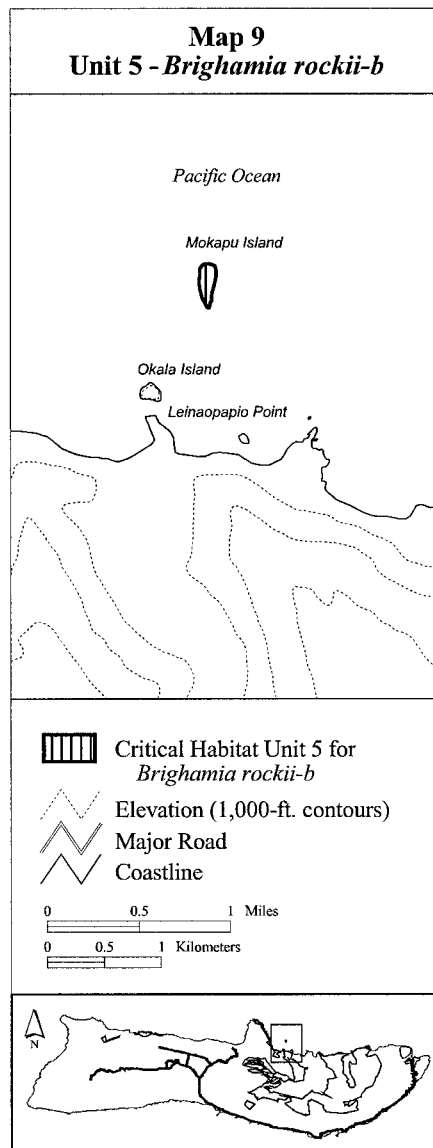 Map 9
Unit 5 - Brighamia rockii-b
Pacific Ocean
Mokapu Island
Okala Island
Leinaopapio Point
Critical Habitat Unit 5 for
Brighamia rockii-b
Elevation (1,000-ft. contours)
Major Road
Coastline
0 0.5 1 Miles
0 0.5 1 Kilometers
N